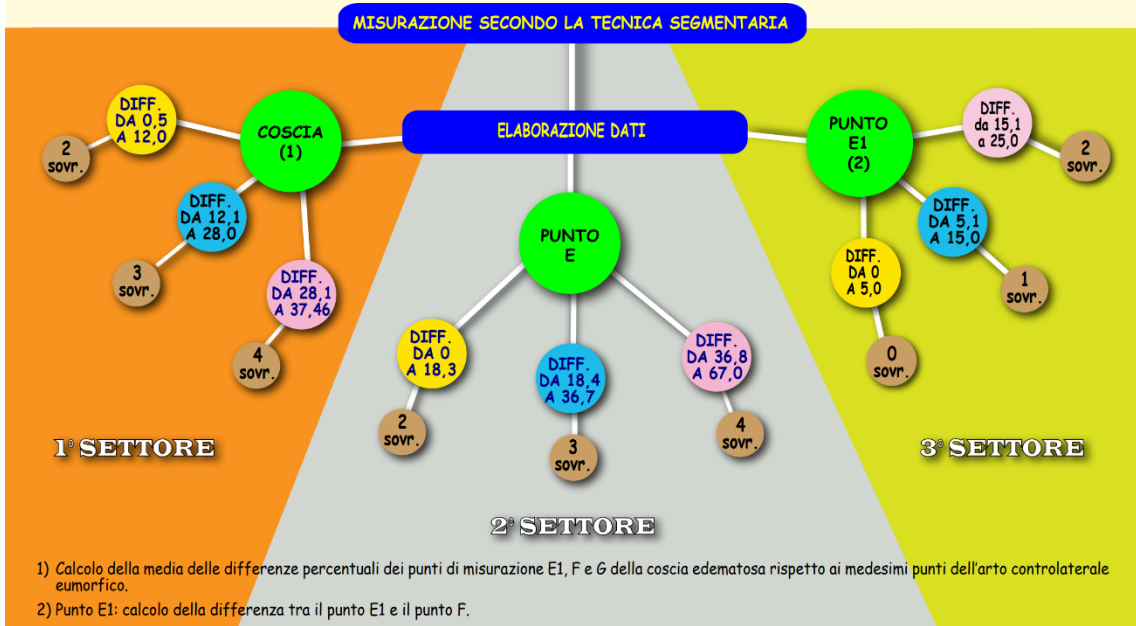 MISURAZIONE SECONDO LA TECNICA SEGMENTARIA
ELABORAZIONE DATI
COSCIA
(1)
DIFF.
DA 0,5
A 12,0
2
sovr.
DIFF.
DA 12,1
A 28,0
3
sovr.
DIFF.
DA 28,1
A 37,46
4
sovr.
1° SETTORE
PUNTO
E
DIFF.
DA 0
A 18,3
2
sovr.
DIFF.
DA 18,4
A 36,7
3
sovr.
DIFF.
DA 36,8
A 67,0
4
sovr.
2° SETTORE
PUNTO
E1
(2)
DIFF.
da 15,1
a 25,0
2
sovr.
DIFF.
DA 5,1
A 15,0
1
sovr.
DIFF.
DA 0
A 5,0
0
sovr.
3° SETTORE
1) Calcolo della media delle differenze percentuali dei punti di misurazione E1, F e G della coscia edematosa rispetto ai medesimi punti dell'arto controlaterale
eumorfico.
2) Punto E1: calcolo della differenza tra il punto E1 e il punto F.